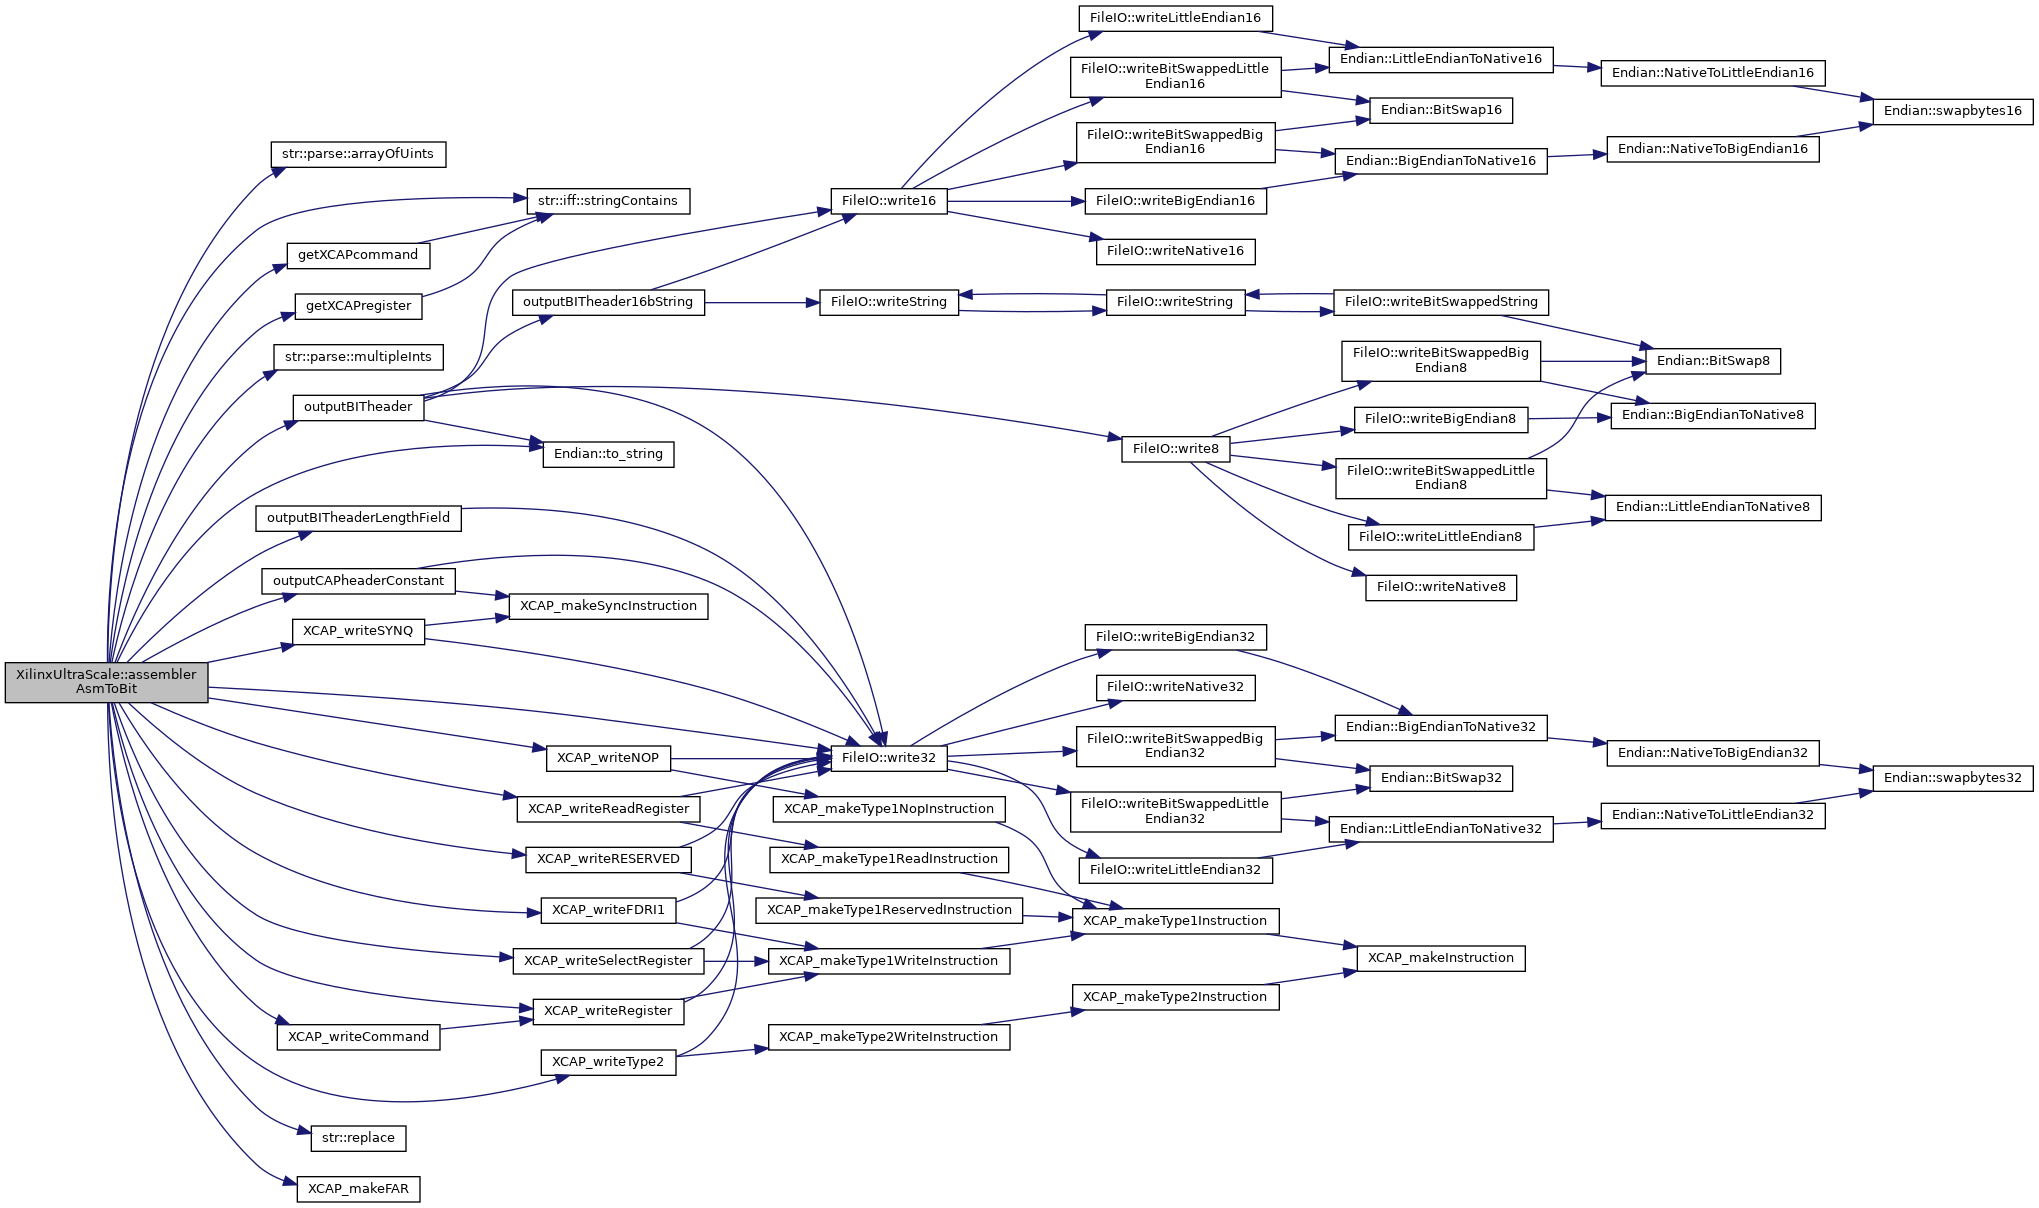 XilinxUltraScale::assembler
AsmToBit
str::parse::arrayOfUints
str::iff::stringContains
getXCAPcommand
getXCAPregister
str::parse::multipleInts
outputBITheader
Endian::to_string
outputBITheader16bString
outputBITheaderLengthField
outputCAPheaderConstant
XCAP_makeSyncInstruction
XCAP_writeSYNQ
XCAP_writeNOP
XCAP_writeReadRegister
XCAP_writeRESERVED
XCAP_writeFDRI1
XCAP_writeSelectRegister
XCAP_writeRegister
XCAP_writeCommand
XCAP_writeType2
str::replace
XCAP_makeFAR
FileIO::write16
FileIO::writeString
FileIO::write32
XCAP_makeType1NopInstruction
XCAP_makeType1ReadInstruction
XCAP_makeType1ReservedInstruction
XCAP_makeType1WriteInstruction
XCAP_makeType2WriteInstruction
FileIO::writeLittleEndian16
FileIO::writeBitSwappedLittle
Endian16
FileIO::writeBitSwappedBig
Endian16
FileIO::writeBigEndian16
FileIO::writeNative16
FileIO::writeString
FileIO::write8
FileIO::writeBigEndian32
FileIO::writeNative32
FileIO::writeBitSwappedBig
Endian32
FileIO::writeBitSwappedLittle
Endian32
FileIO::writeLittleEndian32
XCAP_makeType1Instruction
XCAP_makeType2Instruction
Endian::LittleEndianToNative16
Endian::BitSwap16
Endian::BigEndianToNative16
FileIO::writeBitSwappedString
FileIO::writeBitSwappedBig
Endian8
FileIO::writeBigEndian8
FileIO::writeBitSwappedLittle
Endian8
FileIO::writeLittleEndian8
FileIO::writeNative8
Endian::BigEndianToNative32
Endian::BitSwap32
Endian::LittleEndianToNative32
XCAP_makeInstruction
Endian::NativeToLittleEndian16
Endian::NativeToBigEndian16
Endian::BitSwap8
Endian::BigEndianToNative8
Endian::LittleEndianToNative8
Endian::NativeToBigEndian32
Endian::NativeToLittleEndian32
Endian::swapbytes16
Endian::swapbytes32